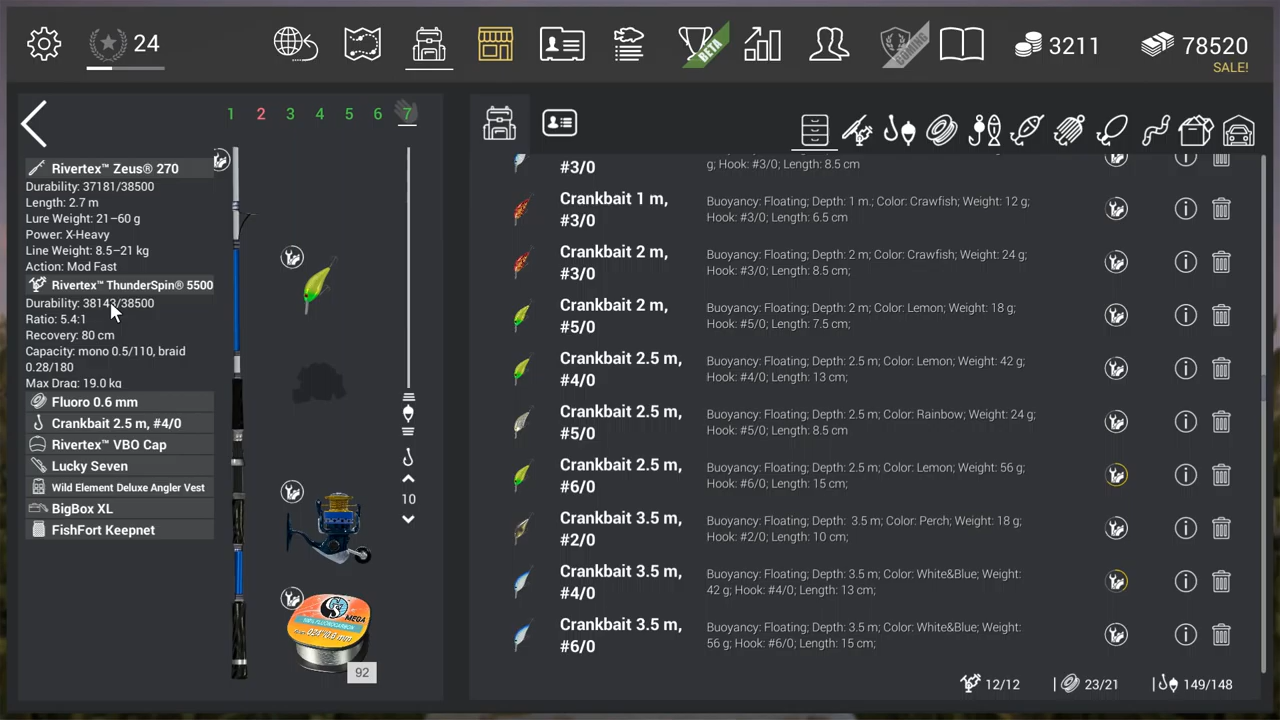 24
BETA
COMING
3211
78520
SALE!
1 2 3 4 5 6 7
Rivertex™ Zeus® 270
Durability: 37181/38500
Length: 2.7 m
Lure Weight: 21–60 g
Power: X-Heavy
Line Weight: 8.5–21 kg
Action: Mod Fast
Rivertex™ ThunderSpin® 5500
Durability: 38143/38500
Ratio: 5.4:1
Recovery: 80 cm
Capacity: mono 0.5/110, braid
0.28/180
Max Drag: 19.0 kg
Fluoro 0.6 mm
Crankbait 2.5 m, #4/0
Rivertex™ VBO Cap
Lucky Seven
Wild Element Deluxe Angler Vest
BigBox XL
FishFort Keepnet
10
MEGA
92
#3/0
g; Hook: #3/0; Length: 8.5 cm
Crankbait 1 m,
#3/0
Buoyancy: Floating; Depth: 1 m.; Color: Crawfish; Weight: 12 g;
Hook: #3/0; Length: 6.5 cm
Crankbait 2 m,
#3/0
Buoyancy: Floating; Depth: 2 m; Color: Crawfish; Weight: 24 g;
Hook: #3/0; Length: 8.5 cm;
Crankbait 2 m,
#5/0
Buoyancy: Floating; Depth: 2 m; Color: Lemon; Weight: 18 g;
Hook: #5/0; Length: 7.5 cm;
Crankbait 2.5 m,
#4/0
Buoyancy: Floating; Depth: 2.5 m; Color: Lemon; Weight: 42 g;
Hook: #4/0; Length: 13 cm;
Crankbait 2.5 m,
#5/0
Buoyancy: Floating; Depth: 2.5 m; Color: Rainbow; Weight: 24 g;
Hook: #5/0; Length: 8.5 cm
Crankbait 2.5 m,
#6/0
Buoyancy: Floating; Depth: 2.5 m; Color: Lemon; Weight: 56 g;
Hook: #6/0; Length: 15 cm;
Crankbait 3.5 m,
#2/0
Buoyancy: Floating; Depth: 3.5 m; Color: Perch; Weight: 18 g;
Hook: #2/0; Length: 10 cm;
Crankbait 3.5 m,
#4/0
Buoyancy: Floating; Depth: 3.5 m; Color: White&Blue; Weight:
42 g; Hook: #4/0; Length: 13 cm;
Crankbait 3.5 m,
#6/0
Buoyancy: Floating; Depth: 3.5 m; Color: White&Blue; Weight:
56 g; Hook: #6/0; Length: 15 cm;
12/12 | 23/21 | 149/148